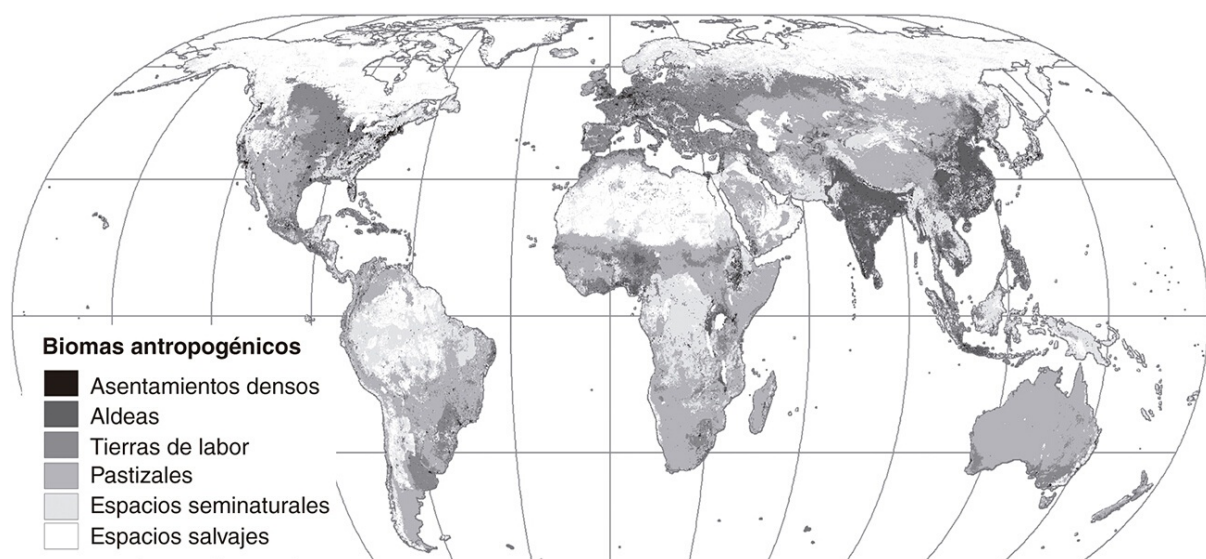 Biomas antropogénicos
Asentamientos densos
Aldeas
Tierras de labor
Pastizales
Espacios seminaturales
Espacios salvajes